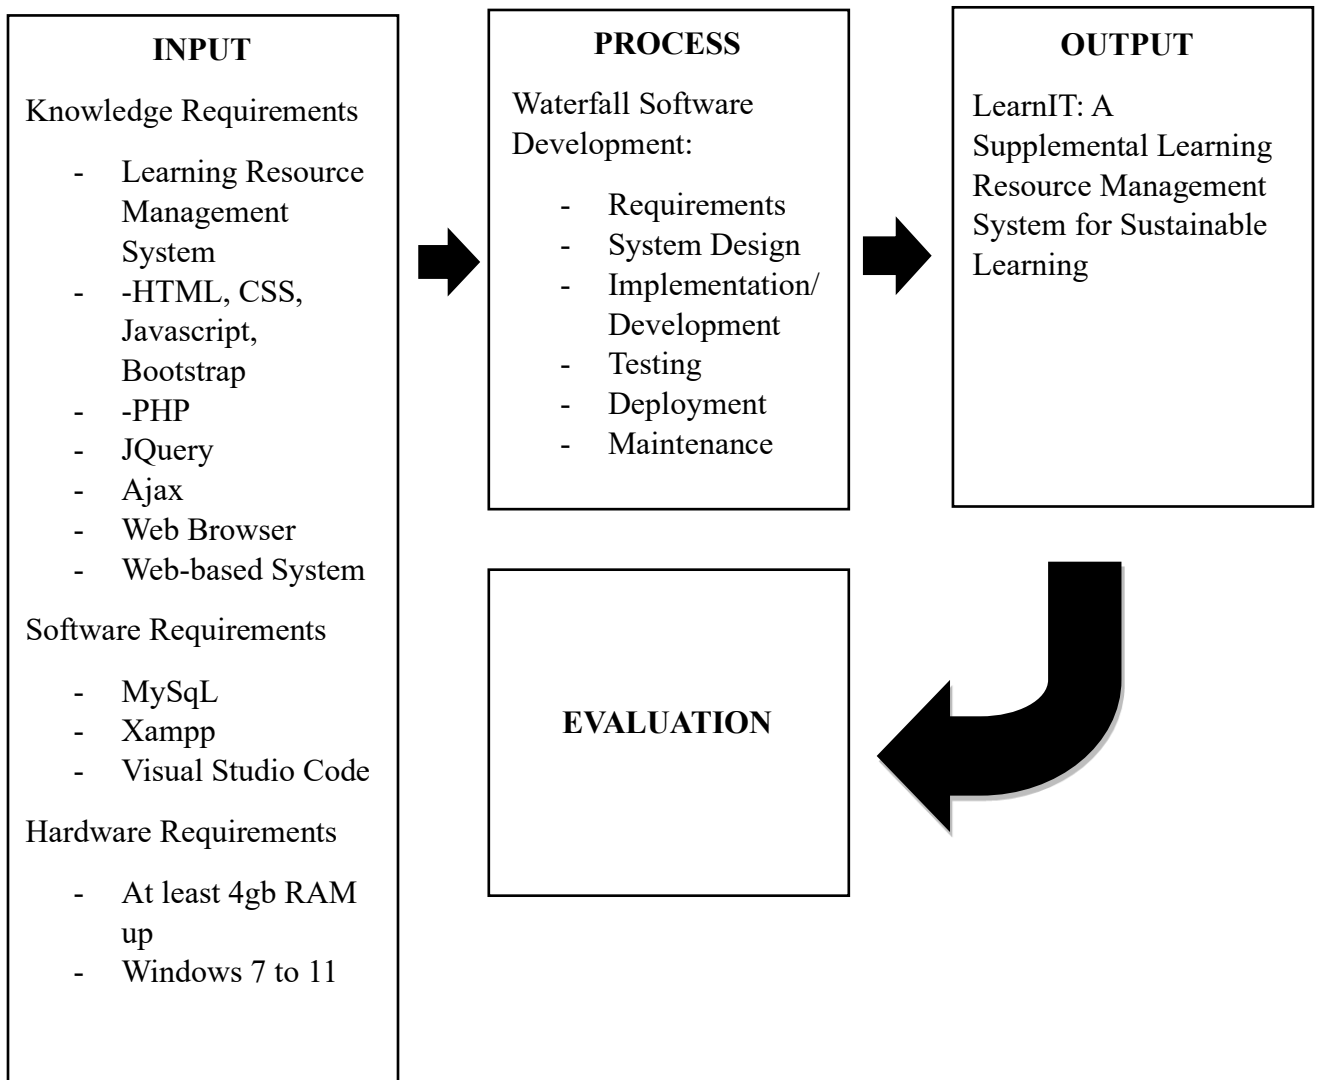 INPUT
Knowledge Requirements
- Learning Resource
Management
System
- -HTML, CSS,
Javascript,
Bootstrap
- -PHP
- JQuery
- Ajax
- Web Browser
- Web-based System
Software Requirements
- MySqL
- Xampp
- Visual Studio Code
Hardware Requirements
- At least 4gb RAM
up
- Windows 7 to 11
PROCESS
Waterfall Software
Development:
- Requirements
- System Design
- Implementation/
Development
- Testing
- Deployment
- Maintenance
OUTPUT
LearnIT: A
Supplemental Learning
Resource Management
System for Sustainable
Learning
EVALUATION